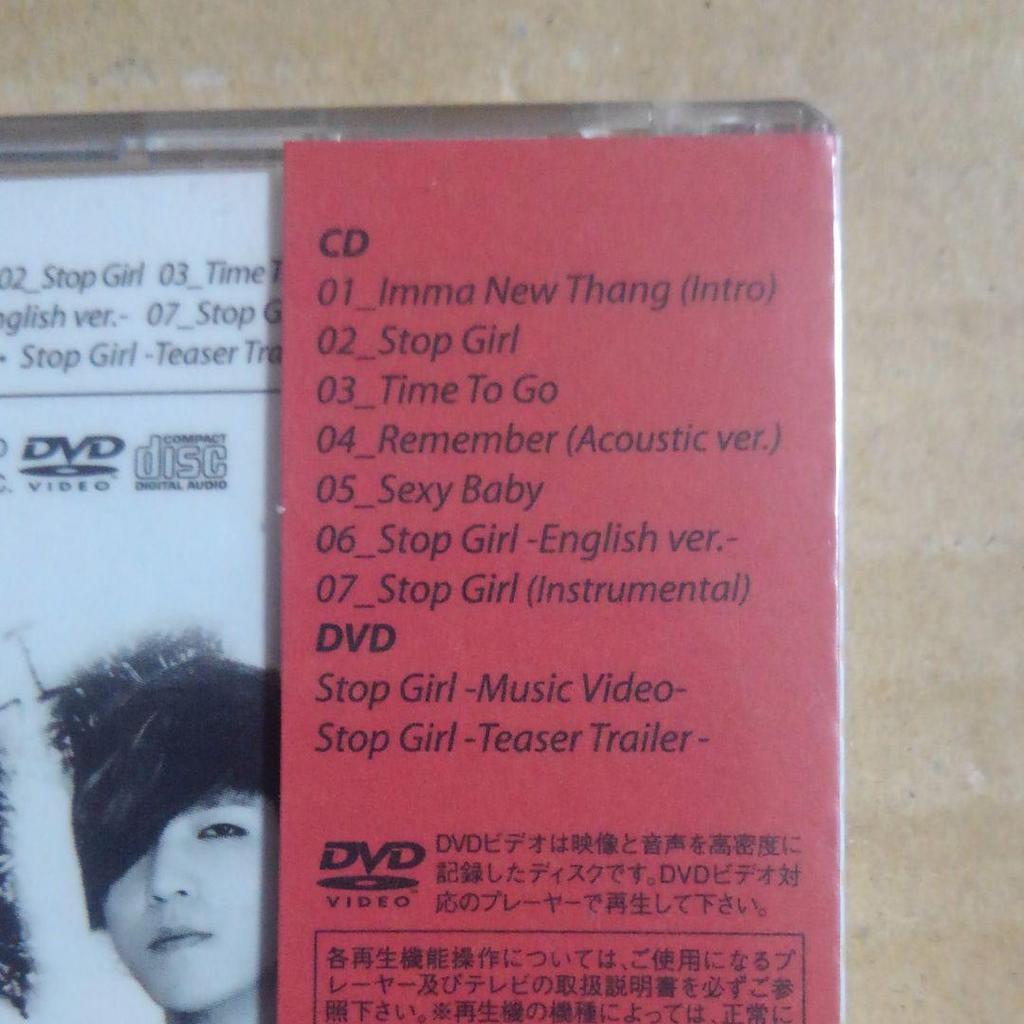 02_Stop Girl 03_Time T
nglish ver.- 07_Stop G
• Stop Girl -Teaser Tra
DVD
VIDEO
COMPACT
disc
DIGITAL AUDIO
CD
01_Imma New Thang (Intro)
02_Stop Girl
03_Time To Go
04_Remember (Acoustic ver.)
05_Sexy Baby
06_Stop Girl -English ver.-
07_Stop Girl (Instrumental)
DVD
Stop Girl -Music Video-
Stop Girl -Teaser Trailer -
DVD
VIDEO
DVDビデオは映像と音声を高密度に
記録したディスクです。DVDビデオ対
応のプレーヤーで再生して下さい。
各再生機能操作については、ご使用になるプ
レーヤー及びテレビの取扱説明書を必ずご参
照下さい。※再生機の機種によっては、正常に